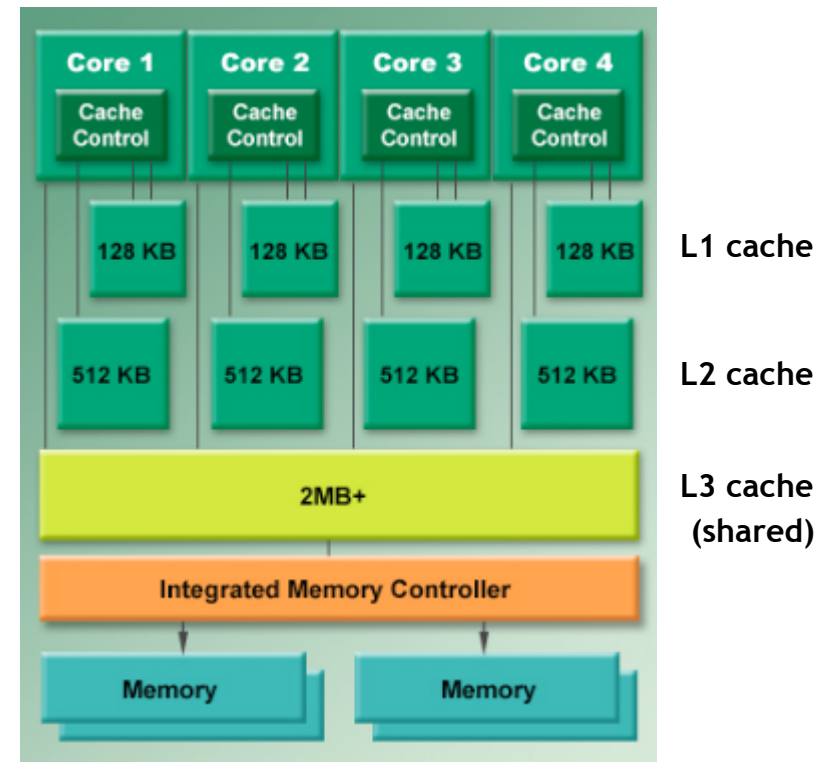 Core 1 Core 2 Core 3 Core 4
Cache Cache Cache Cache
Control Control Control Control
128 KB 128 KB 128 KB 128 KB L1 cache
512 KB 512 KB 512 KB 512 KB L2 cache
2MB+ L3 cache
(shared)
Integrated Memory Controller
Memory Memory